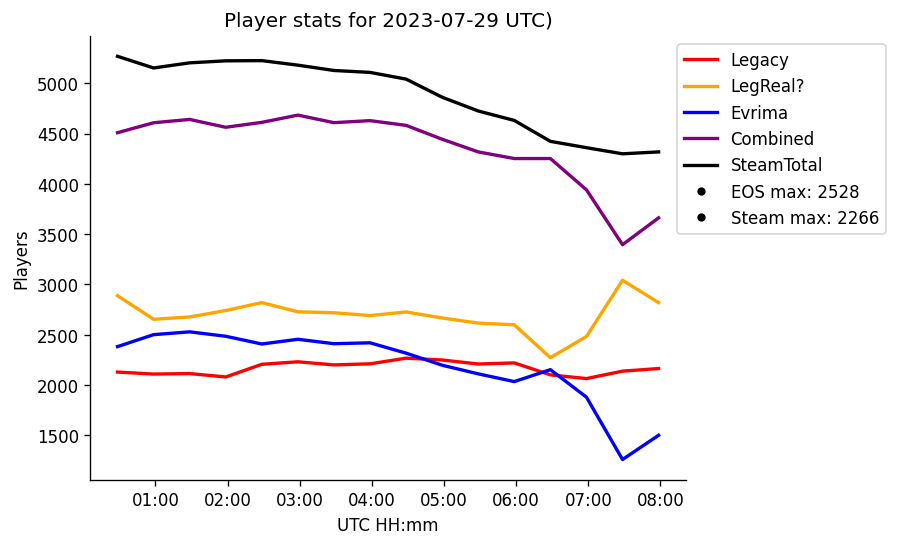 Player stats for 2023-07-29 UTC)
Players
5000
4500
4000
3500
3000
2500
2000
1500
01:00 02:00 03:00 04:00 05:00 06:00 07:00 08:00
UTC HH:mm
Legacy
LegReal?
Evrima
Combined
SteamTotal
EOS max: 2528
Steam max: 2266